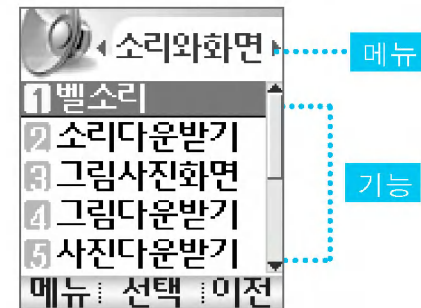 소리와화면
메뉴
1 벨소리
2 소리다운받기
3 그림사진화면
기능
4 그림다운받기
5 사진다운받기
메뉴 선택 이전